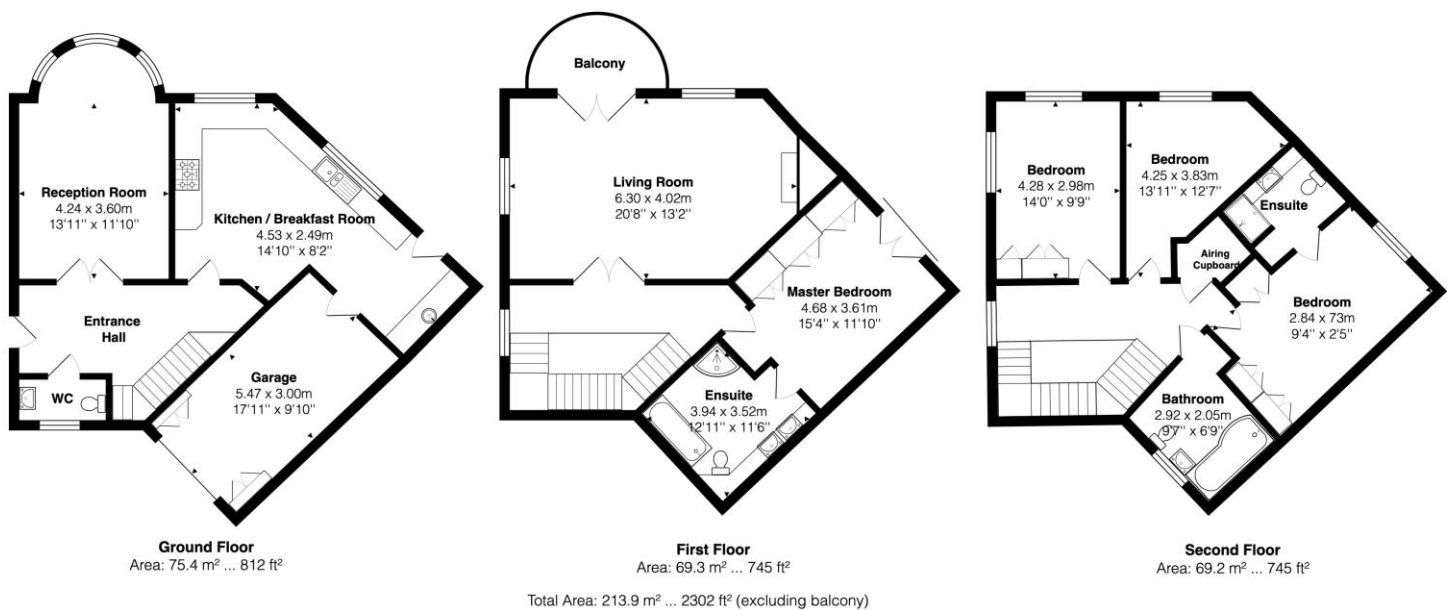 Balcony
Reception Room
4.24 x 3.60m
13'11'' x 11'10''
Kitchen / Breakfast Room
4.53 x 2.49m
14'10'' x 8'2''
Entrance
Hall
WC
Garage
5.47 x 3.00m
17'11'' x 9'10''
Ground Floor
Area: 75.4 m² ... 812 ft²
Living Room
6.30 x 4.02m
20'8'' x 13'2''
Master Bedroom
4.68 x 3.61m
15'4'' x 11'10''
Ensuite
3.94 x 3.52m
12'11'' x 11'6''
First Floor
Area: 69.3 m² ... 745 ft²
Bedroom
4.28 x 2.98m
14'0'' x 9'9''
Bedroom
4.25 x 3.83m
13'11'' x 12'7''
Ensuite
Airing
Cupboard
Bedroom
2.84 x 73m
9'4'' x 2'5''
Bathroom
2.92 x 2.05m
9'7'' x 6'9''
Second Floor
Area: 69.2 m² ... 745 ft²
Total Area: 213.9 m² ... 2302 ft² (excluding balcony)